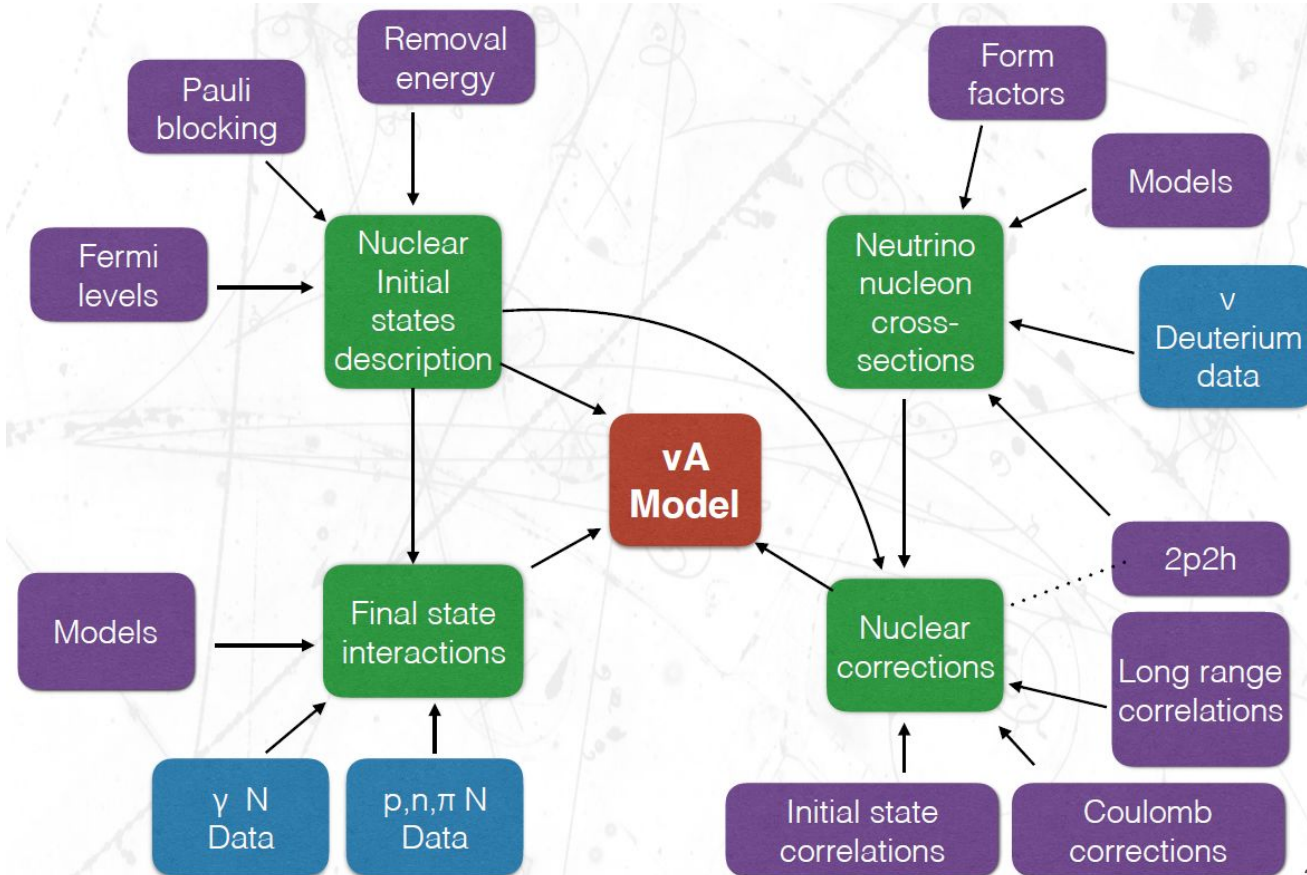 Removal
energy
Pauli
blocking
Form
factors
Models
Fermi
levels
Nuclear
Initial
states
description
Neutrino
nucleon
cross-
sections
ν
Deuterium
data
νA
Model
2p2h
Models
Final state
interactions
Nuclear
corrections
Long range
correlations
γ N
Data
p,n,π N
Data
Initial state
correlations
Coulomb
corrections